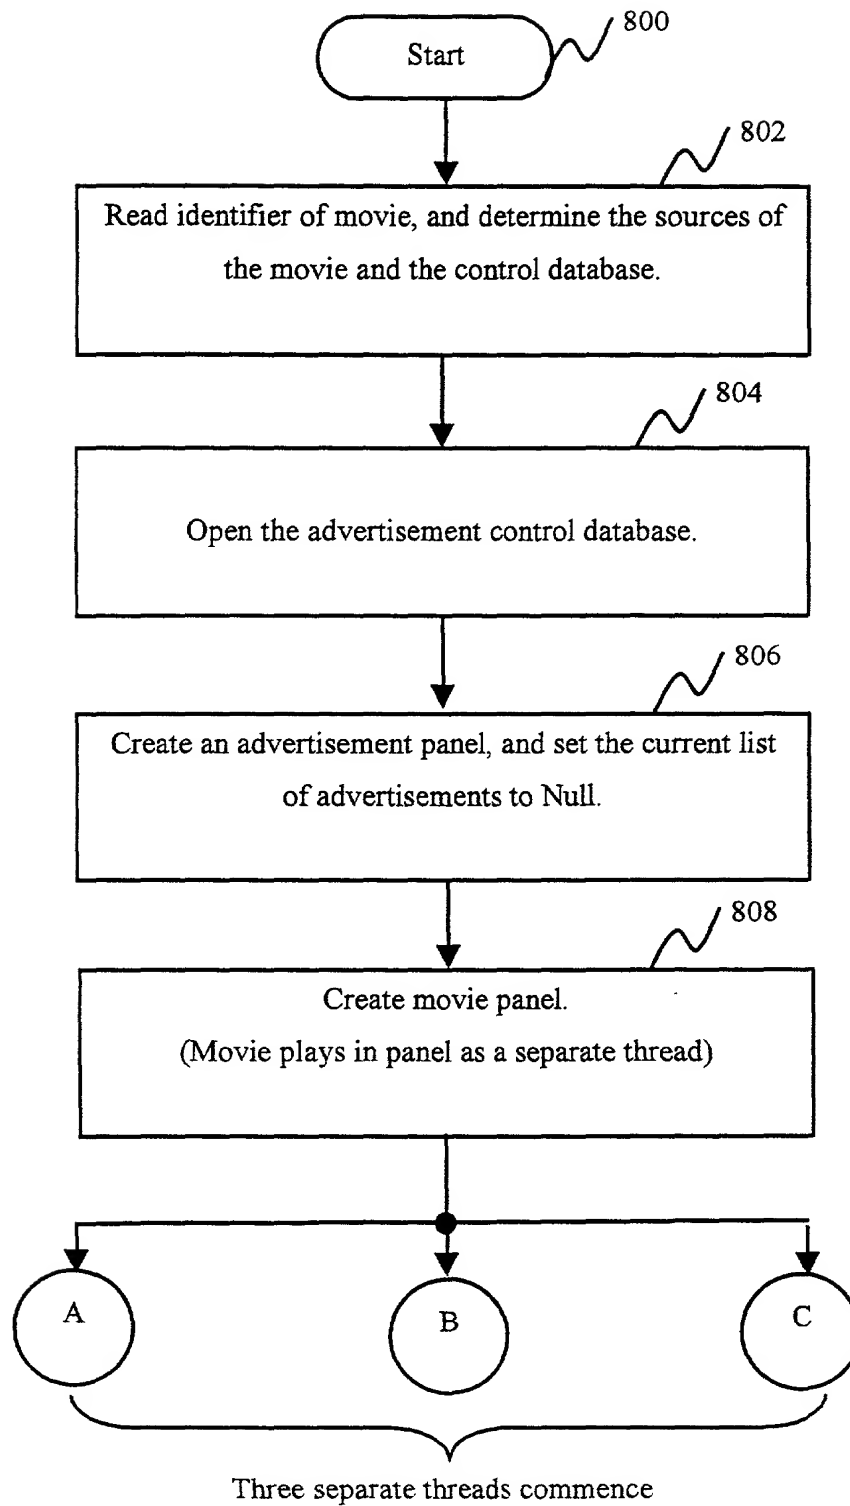 Start
800
802
Read identifier of movie, and determine the sources of
the movie and the control database.
804
Open the advertisement control database.
806
Create an advertisement panel, and set the current list
of advertisements to Null.
808
Create movie panel.
(Movie plays in panel as a separate thread)
A
B
C
Three separate threads commence